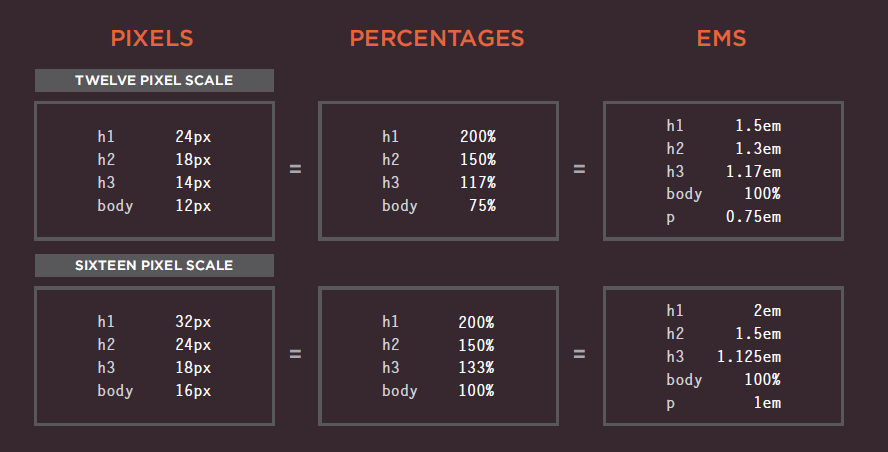 PIXELS PERCENTAGES EMS
TWELVE PIXEL SCALE
h1 24px
h2 18px
h3 14px
body 12px
=
h1 200%
h2 150%
h3 117%
body 75%
=
h1 1.5em
h2 1.3em
h3 1.17em
body 100%
p 0.75em
SIXTEEN PIXEL SCALE
h1 32px
h2 24px
h3 18px
body 16px
=
h1 200%
h2 150%
h3 133%
body 100%
=
h1 2em
h2 1.5em
h3 1.125em
body 100%
p 1em